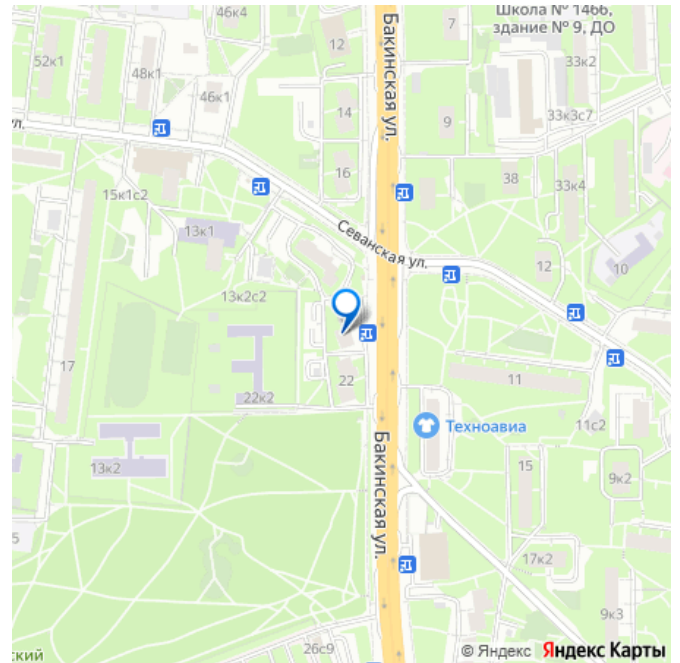 46к4
12
Бакинская ул.
7
Школа № 1466,
здание № 9, ДО
52к1
48к1
46к1
33к2
14
9
33к3с7
ул.
16
38
33к4
15к1с2
13к1
Севанская ул.
12
10
13к2с2
17
22
11
22к2
Техноавиа
11с2
13к2
Бакинская ул.
15
9к2
5
17к2
9к3
ский
26с9
© Яндекс Яндекс Карты